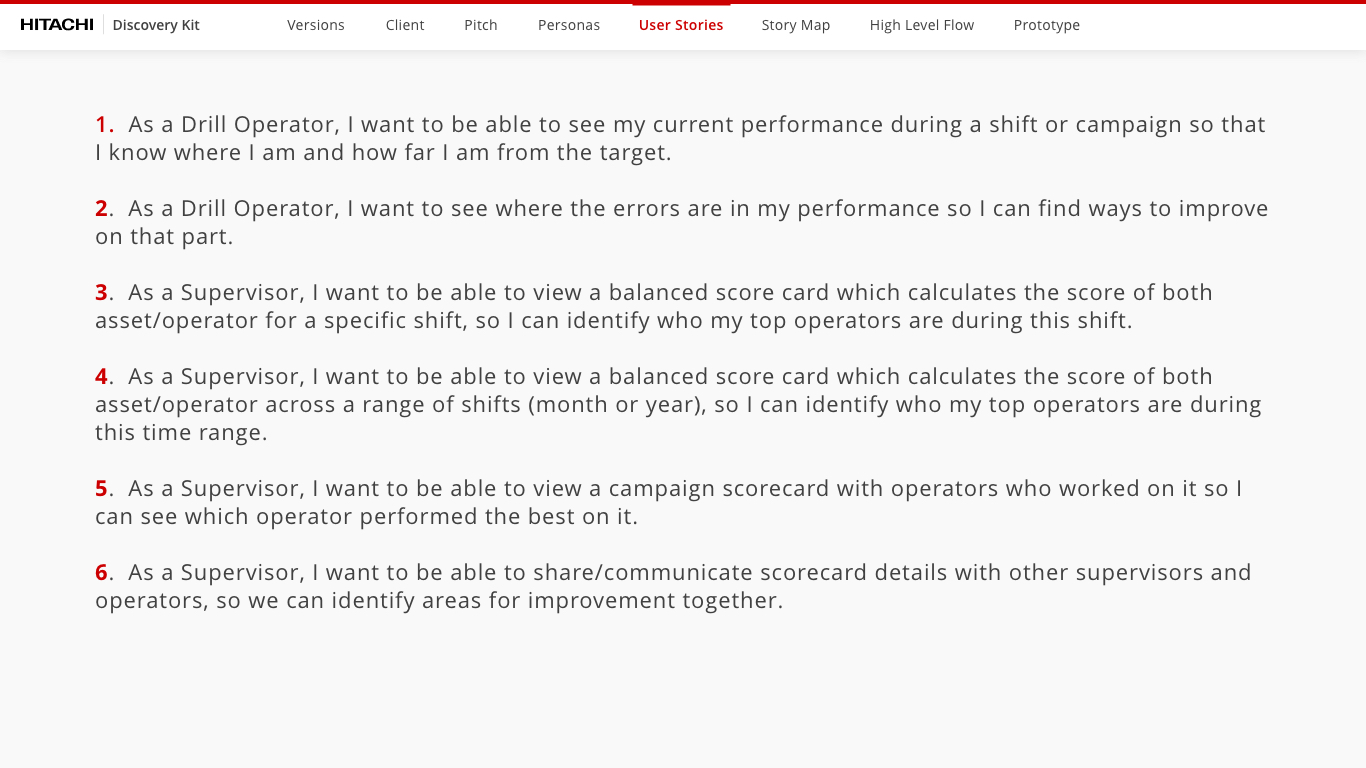 HITACHI Discovery Kit Versions Client Pitch Personas User Stories Story Map High Level Flow Prototype
1. As a Drill Operator, I want to be able to see my current performance during a shift or campaign so that
I know where I am and how far I am from the target.
2. As a Drill Operator, I want to see where the errors are in my performance so I can find ways to improve
on that part.
3. As a Supervisor, I want to be able to view a balanced score card which calculates the score of both
asset/operator for a specific shift, so I can identify who my top operators are during this shift.
4. As a Supervisor, I want to be able to view a balanced score card which calculates the score of both
asset/operator across a range of shifts (month or year), so I can identify who my top operators are during
this time range.
5. As a Supervisor, I want to be able to view a campaign scorecard with operators who worked on it so I
can see which operator performed the best on it.
6. As a Supervisor, I want to be able to share/communicate scorecard details with other supervisors and
operators, so we can identify areas for improvement together.